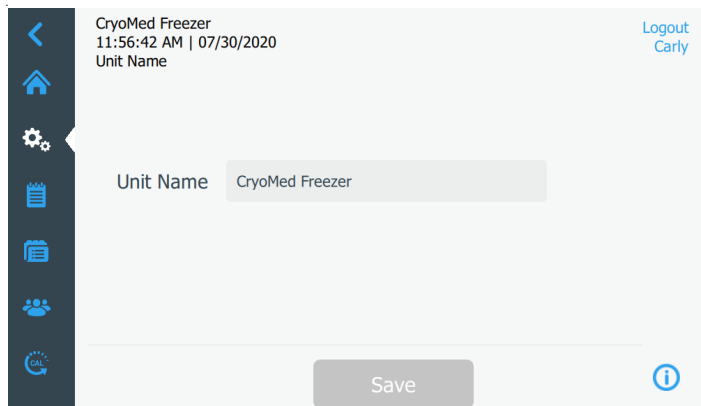 CryoMed Freezer
11:56:42 AM | 07/30/2020
Unit Name
Logout
Carly
Unit Name
CryoMed Freezer
CAL
Save